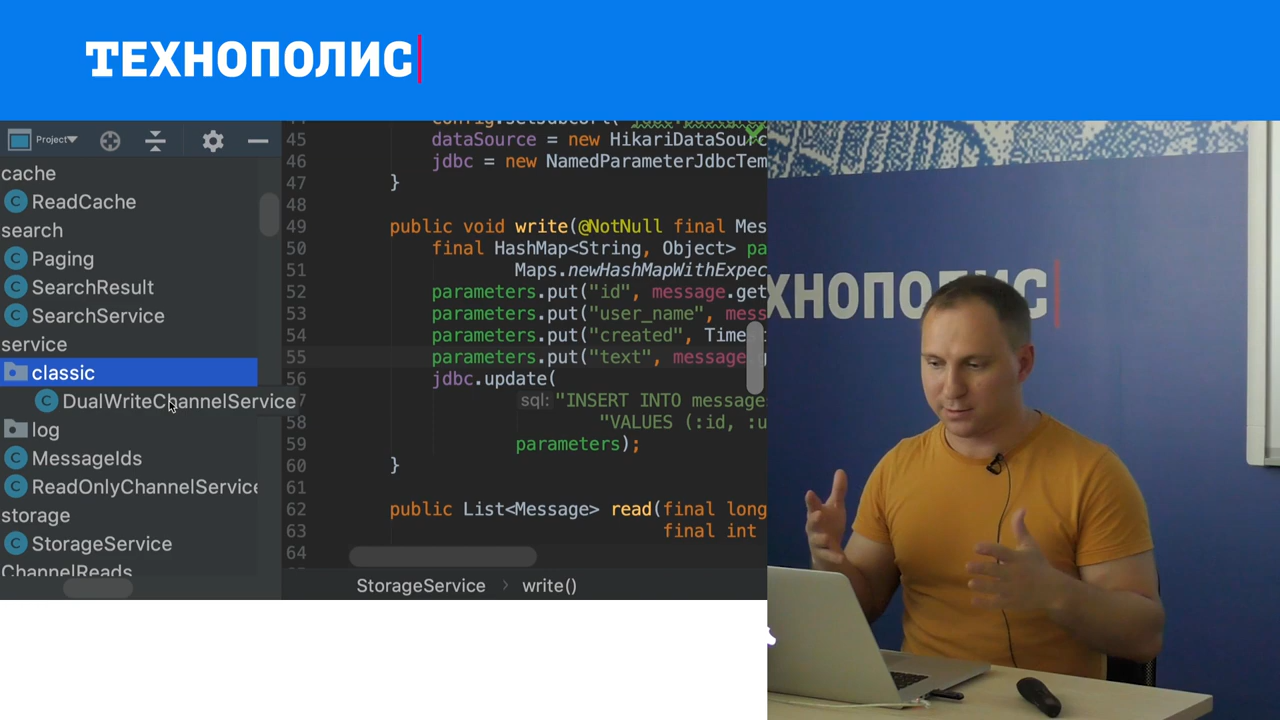 ТЕХНОПОЛИС
Project
cache
ReadCache
search
Paging
SearchResult
SearchService
service
classic
DualWriteChannelService
log
MessageIds
ReadOnlyChannelService
storage
StorageService
ChannelReads
45 dataSource = new HikariDataSourc
46 jdbc = new NamedParameterJdbcTem
47 }
48
49 public void write(@NotNull final Mes
50 final HashMap<String, Object> pa
51 Maps.newHashMapWithExpec
52 parameters.put("id", message.get
53 parameters.put("user_name", mess
54 parameters.put("created", Time
55 parameters.put("text", message
56 jdbc.update(
7 sql: "INSERT INTO message
58 "VALUES (:id, :u
59 parameters);
60 }
61
62 public List<Message> read(final long
63 final int
64
StorageService > write()
ХНОПОЛИС